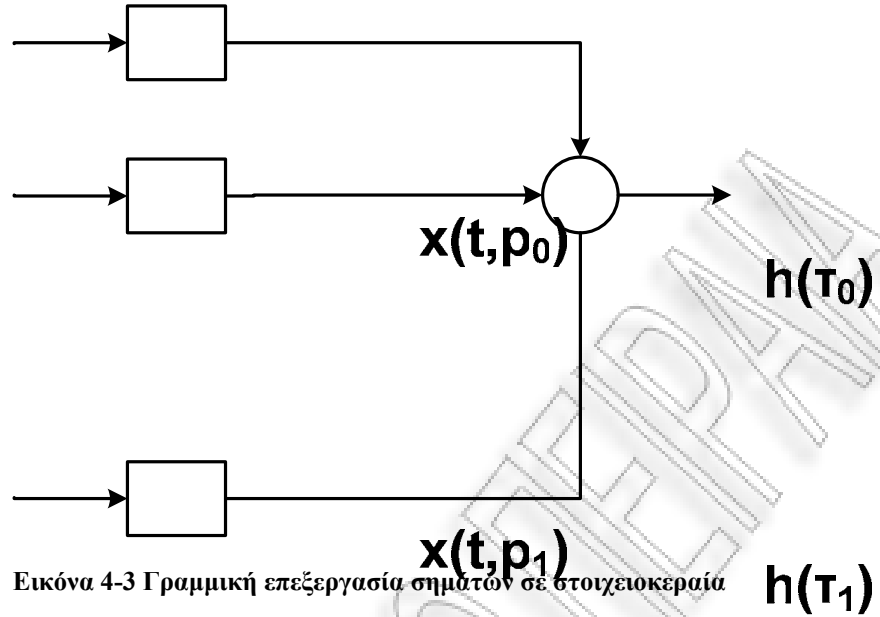 x(t,p₀)
h(τ₀)
x(t,p₁)
Εικόνα 4-3 Γραμμική επεξεργασία σημάτων σε στοιχειοκεραία
h(τ₁)